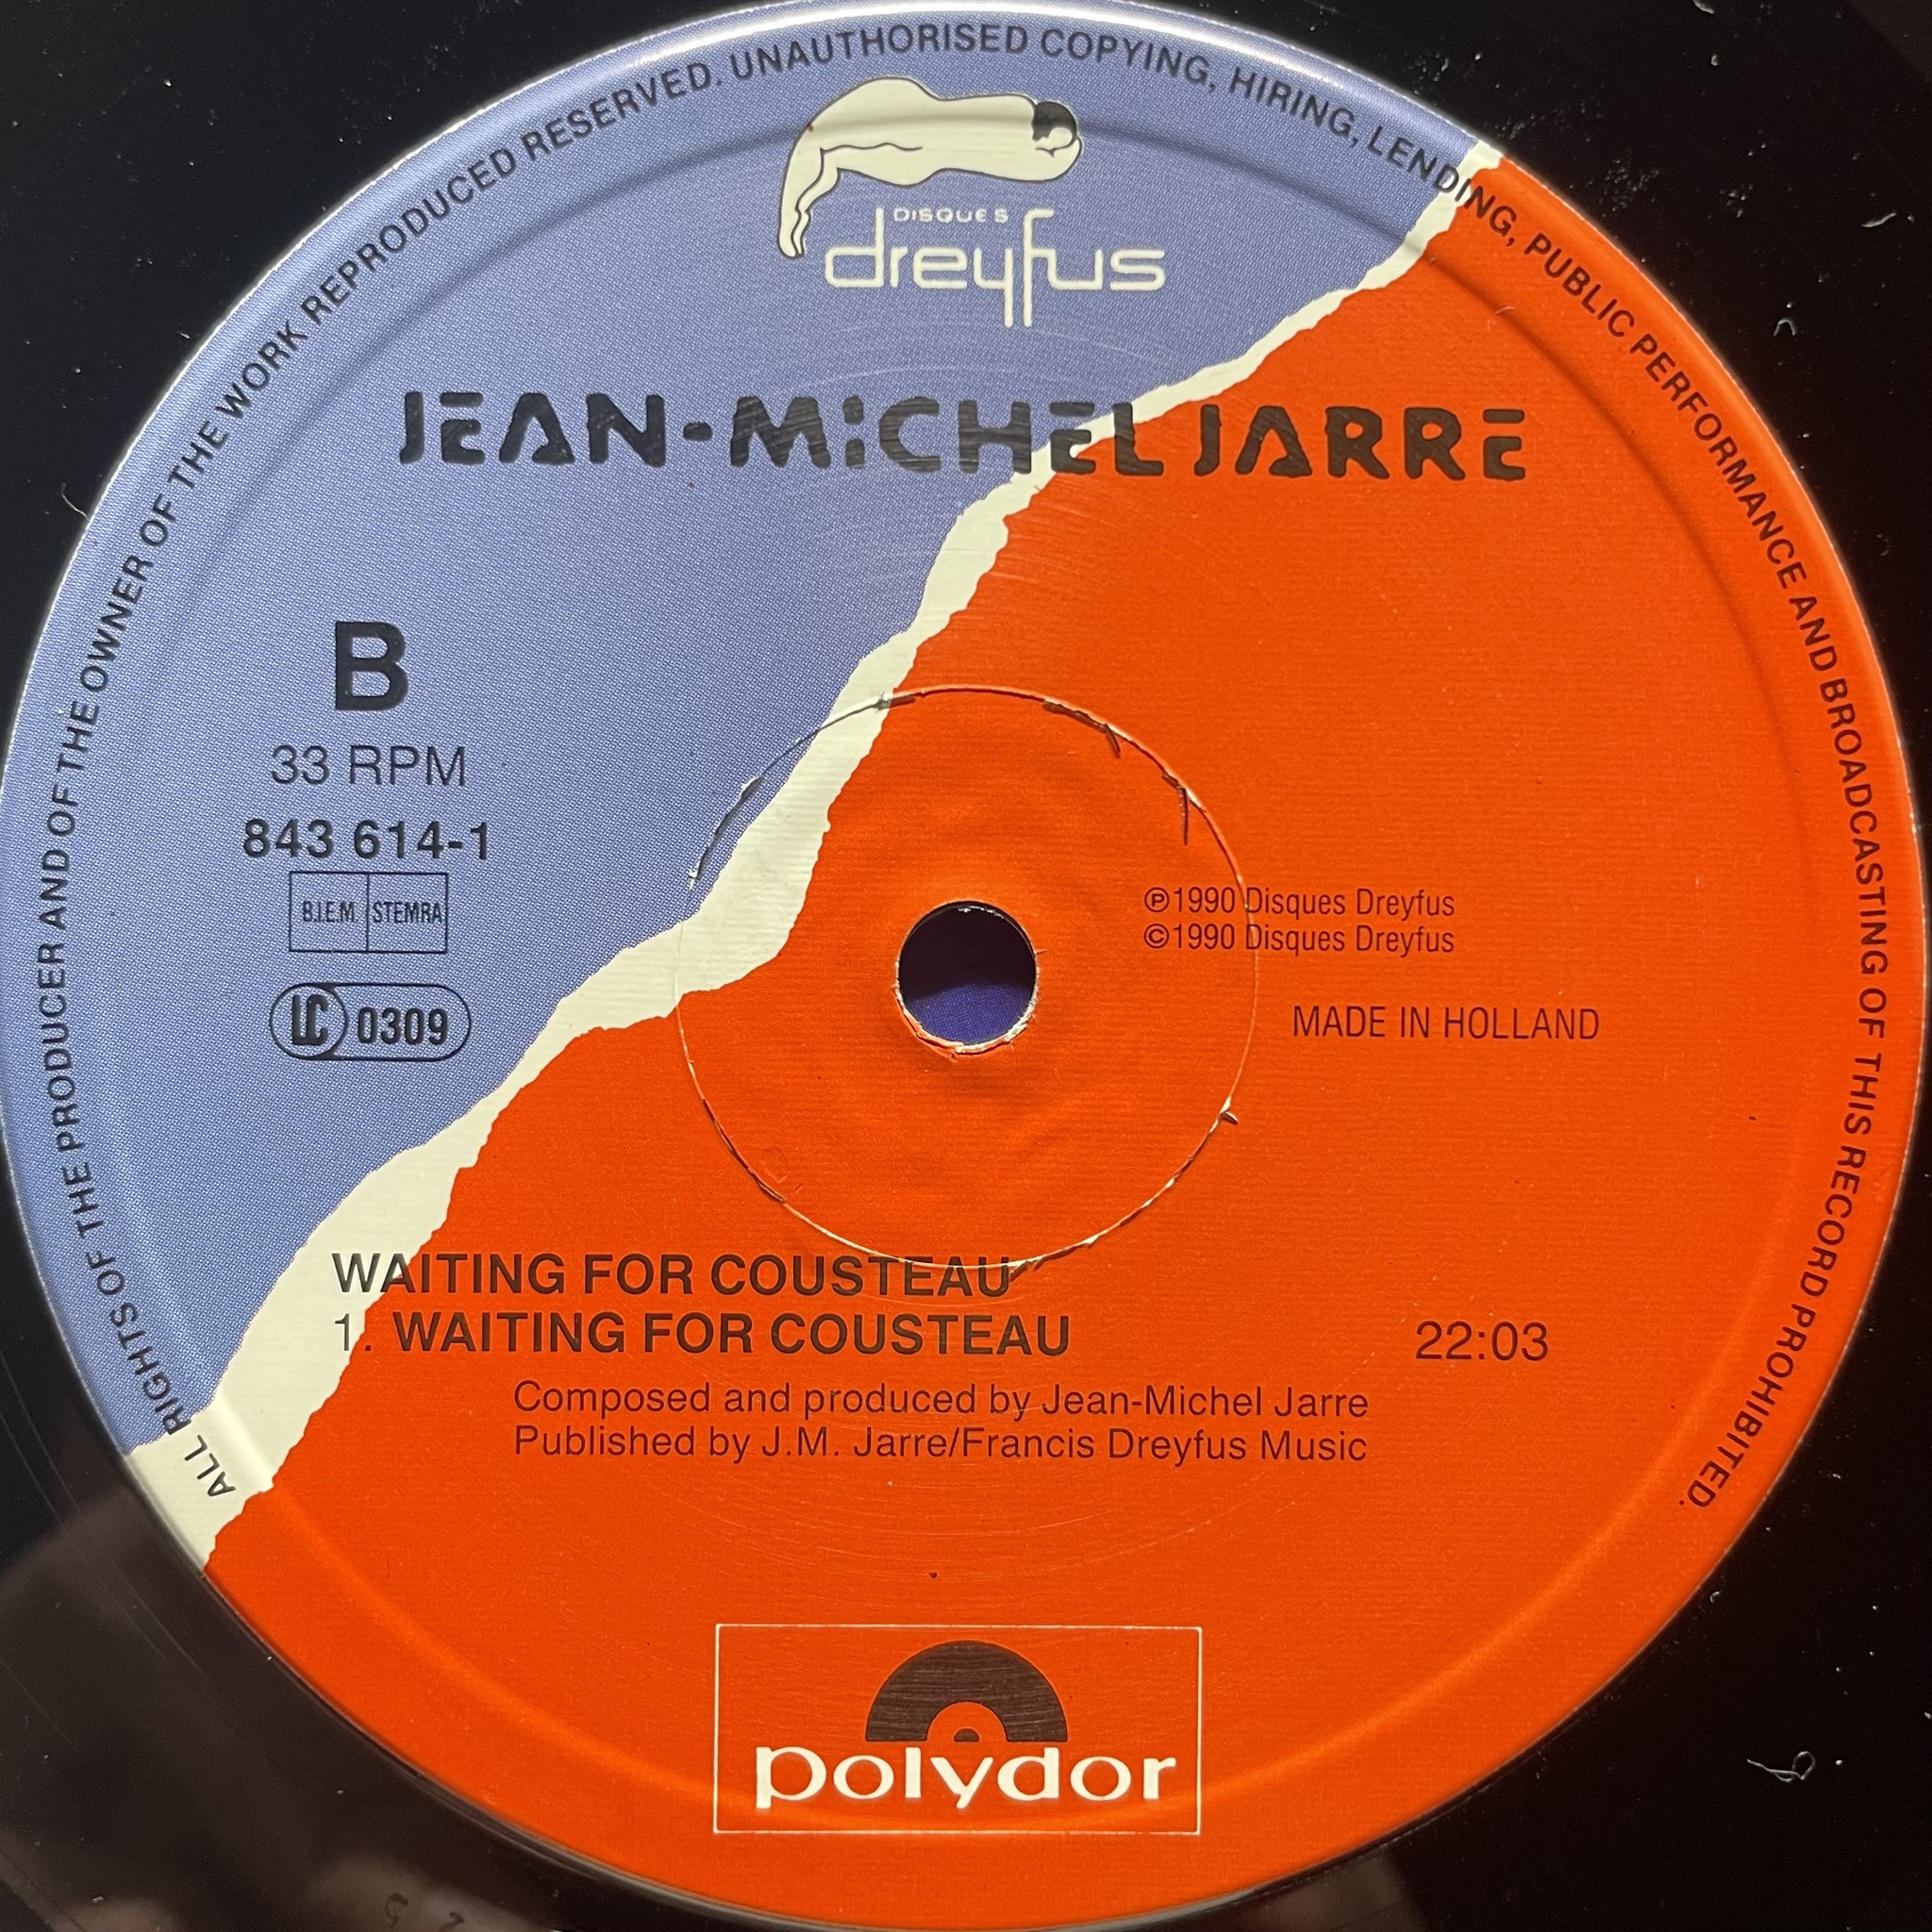 ALL RIGHTS OF THE PRODUCER AND OF THE OWNER OF THE WORK REPRODUCED RESERVED. UNAUTHORISED COPYING, HIRING, LENDING, PUBLIC PERFORMANCE AND BROADCASTING OF THIS RECORD PROHIBITED.
DISQUES
dreyfus
JEAN-MICHEL JARRE
B
33 RPM
843 614-1
B.I.E.M. STEMRA
LC 0309
℗1990 Disques Dreyfus
©1990 Disques Dreyfus
MADE IN HOLLAND
WAITING FOR COUSTEAU
1. WAITING FOR COUSTEAU 22:03
Composed and produced by Jean-Michel Jarre
Published by J.M. Jarre/Francis Dreyfus Music
polydor